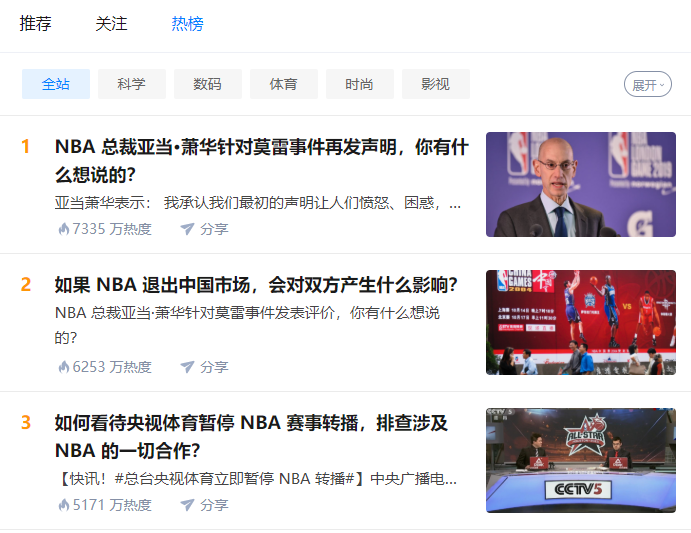 推荐 关注 热榜
全站 科学 数码 体育 时尚 影视 展开
1 NBA 总裁亚当·萧华针对莫雷事件再发声明，你有什
么想说的？
亚当萧华表示： 我承认我们最初的声明让人们愤怒、困惑，...
7335 万热度 分享
2 如果 NBA 退出中国市场，会对双方产生什么影响？
NBA 总裁亚当·萧华针对莫雷事件发表评价，你有什么想说
的？
6253 万热度 分享
CHINA
GAMES
2004
VS
3 如何看待央视体育暂停 NBA 赛事转播，排查涉及
NBA 的一切合作？
【快讯！#总台央视体育立即暂停 NBA 转播#】中央广播电...
5171 万热度 分享
ALL-STAR
CCTV5